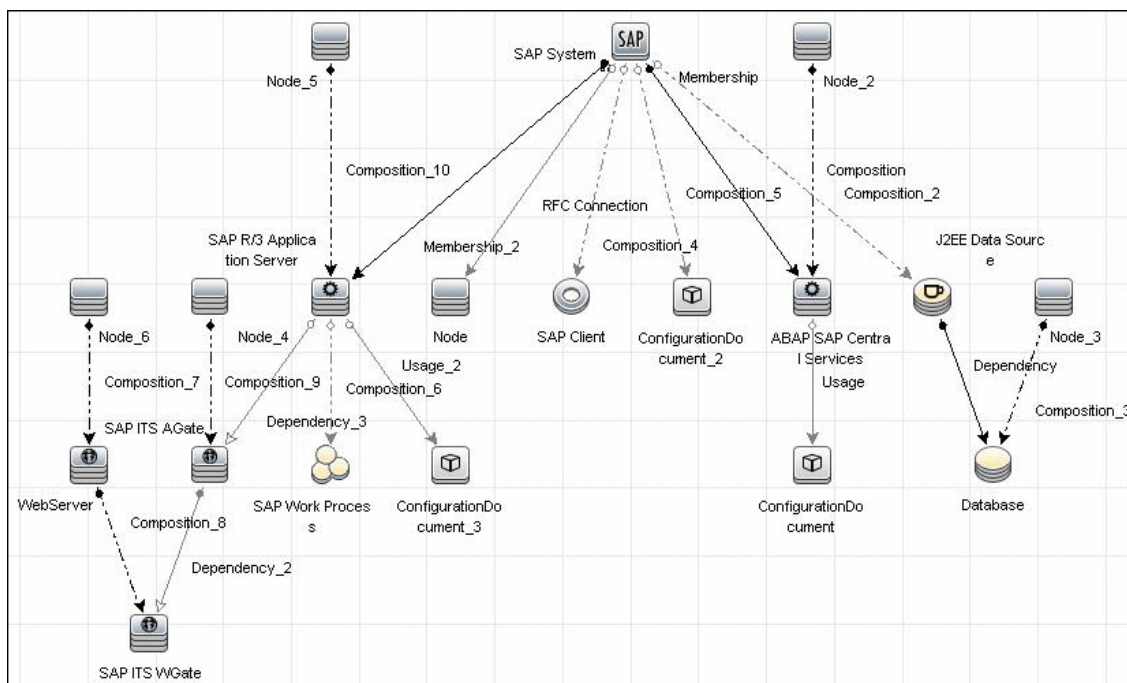 SAP
SAP System
Membership
Node_5
Node_2
Composition_10
Composition
Composition_5
Composition_2
RFC Connection
SAP R/3 Applica
tion Server
Membership_2
Composition_4
J2EE Data Sourc
e
Node_6
Node_4
Node
SAP Client
ConfigurationDo
cument_2
ABAP SAP Centr
al Services
Node_3
Usage_2
Usage
Dependency
Composition_7
Composition_9
Composition_6
Composition_3
SAP ITS AGate
Dependency_3
WebServer
Composition_8
SAP Work Proces
s
ConfigurationDo
cument_3
ConfigurationDo
cument
Database
Dependency_2
SAP ITS WGate